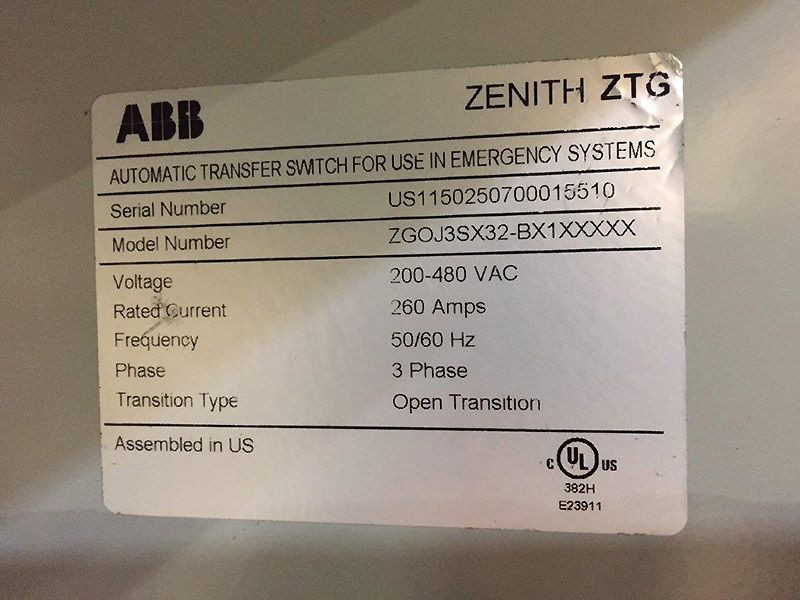 ABB ZENITH ZTG
AUTOMATIC TRANSFER SWITCH FOR USE IN EMERGENCY SYSTEMS
Serial Number US1150250700015510
Model Number ZGOJ3SX32-BX1XXXXX
Voltage 200-480 VAC
Rated Current 260 Amps
Frequency 50/60 Hz
Phase 3 Phase
Transition Type Open Transition
Assembled in US
C UL US
382H
E23911